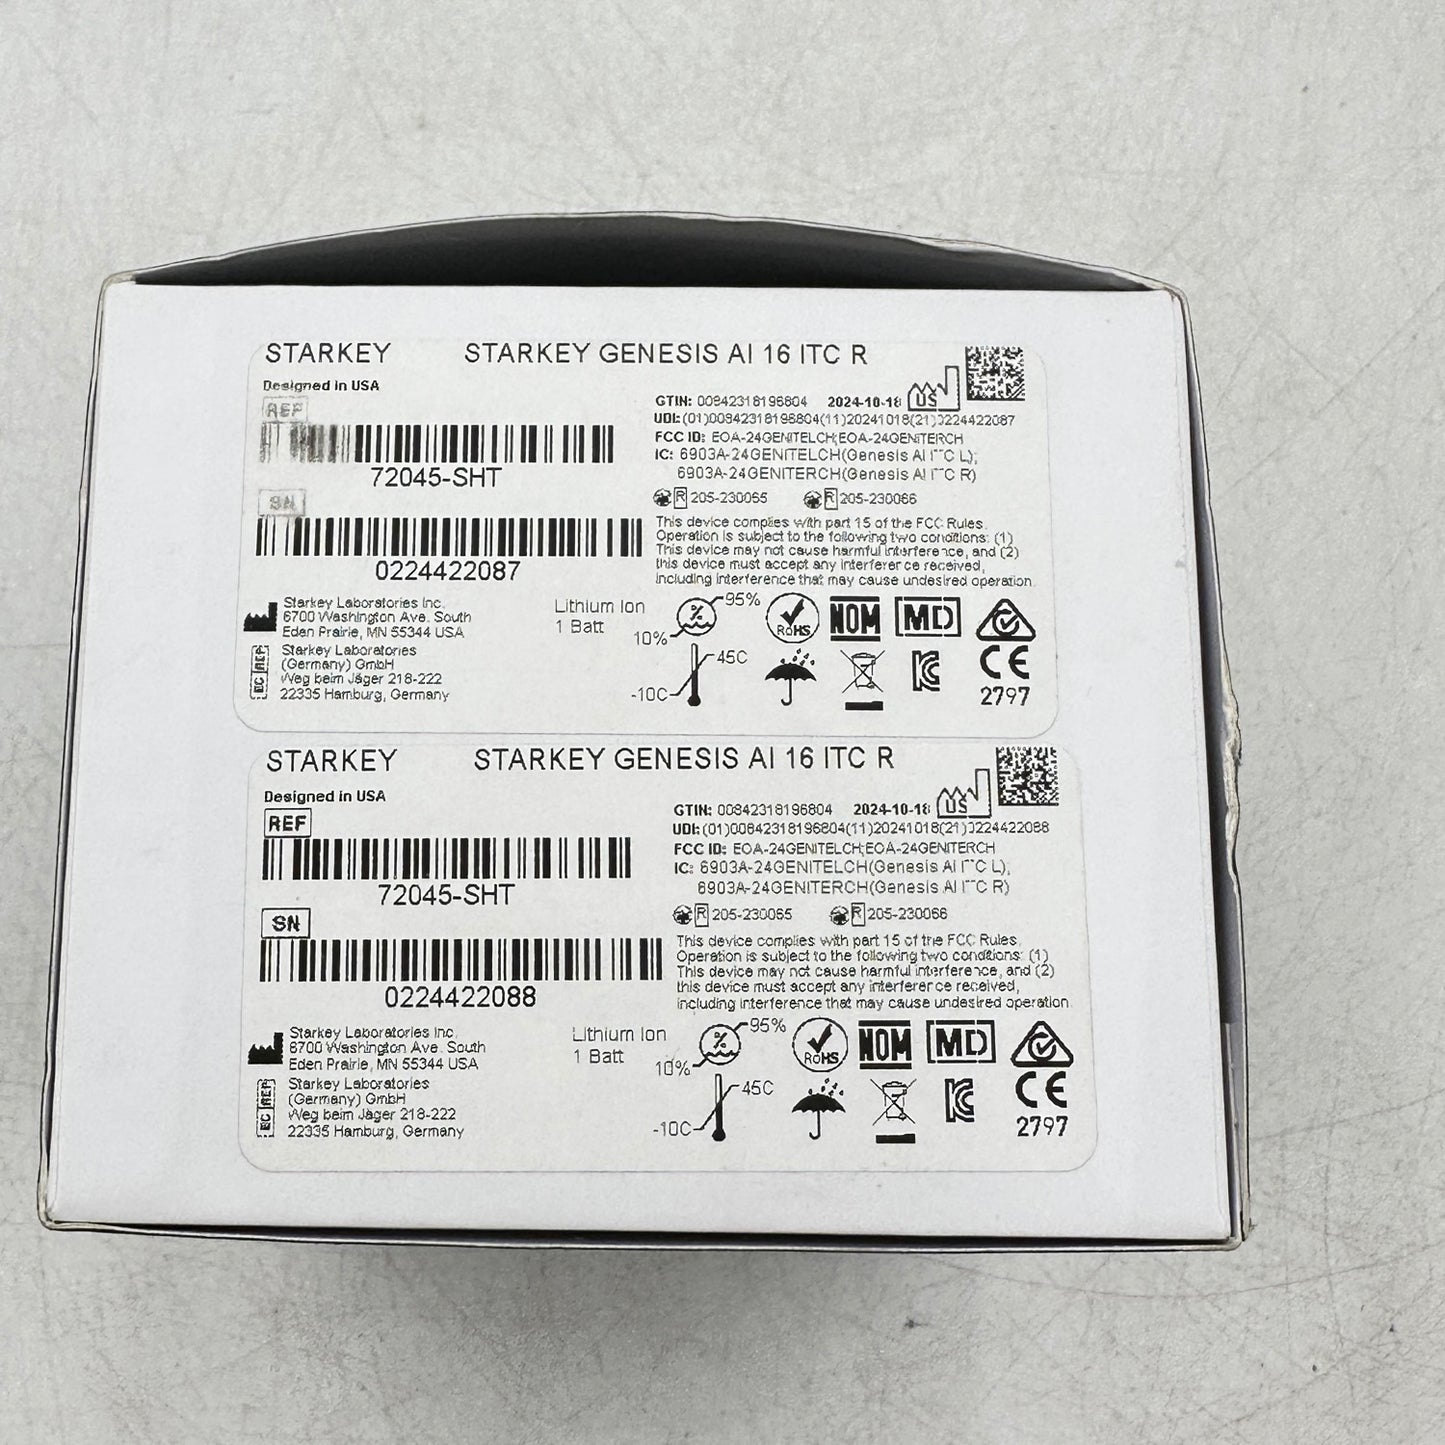 STARKEY STARKEY GENESIS AI 16 ITC R
Designed in USA
REF
72045-SHT
SN
0224422087
GTIN: 00842318196804 2024-10-18 US
UDI:(01)00842318196804(11)20241018(21)0224422087
FCC ID: EOA-24GENITELCH;EOA-24GENITERCH
IC: 6903A-24GENITELCH(Genesis AI ITC L);
6903A-24GENITERCH(Genesis AI ITC R)
R 205-230065 R 205-230066
This device complies with part 15 of the FCC Rules.
Operation is subject to the following two conditions: (1)
This device may not cause harmful interference, and (2)
this device must accept any interference received,
including interference that may cause undesired operation.
Starkey Laboratories Inc.
6700 Washington Ave. South
Eden Prairie, MN 55344 USA
EC REP
Starkey Laboratories
(Germany) GmbH
Weg beim Jäger 218-222
22335 Hamburg, Germany
Lithium Ion
1 Batt
95%
%
10%
RoHS
NOM
MD
45C
-10C
CE
2797
STARKEY STARKEY GENESIS AI 16 ITC R
Designed in USA
REF
72045-SHT
SN
0224422088
GTIN: 00842318196804 2024-10-18 US
UDI:(01)00842318196804(11)20241018(21)0224422088
FCC ID: EOA-24GENITELCH;EOA-24GENITERCH
IC: 6903A-24GENITELCH(Genesis AI ITC L);
6903A-24GENITERCH(Genesis AI ITC R)
R 205-230065 R 205-230066
This device complies with part 15 of the FCC Rules.
Operation is subject to the following two conditions: (1)
This device may not cause harmful interference, and (2)
this device must accept any interference received,
including interference that may cause undesired operation.
Starkey Laboratories Inc.
6700 Washington Ave. South
Eden Prairie, MN 55344 USA
EC REP
Starkey Laboratories
(Germany) GmbH
Weg beim Jäger 218-222
22335 Hamburg, Germany
Lithium Ion
1 Batt
95%
%
10%
RoHS
NOM
MD
45C
-10C
CE
2797